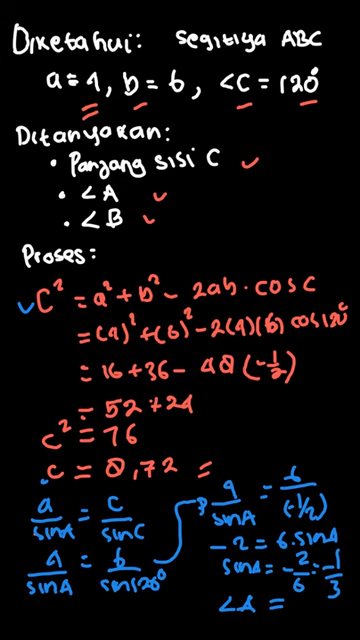 Diketahui: Segitiga ABC
a = 4, b = 6, <C = 120°
Ditanyakan:
• Panjang sisi C
• <A
• <B
Proses:
C² = a² + b² - 2ab · cos C
= (4)² + (6)² - 2(4)(6) cos 120°
= 16 + 36 - 48 (-1/2)
= 52 + 24
c² = 76
c = 8,72 =
a/sin A = c/sin C
4/sin A = b/sin 120°
4/sin A = 6/(-1/2)
-2 = 6 . sin A
sin A = -2/6 = -1/3
<A =